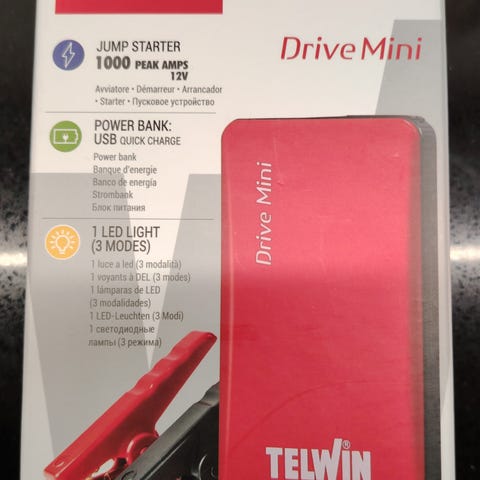 JUMP STARTER
1000 PEAK AMPS
12V
Avviatore • Démarreur • Arrancador
• Starter • Пусковое устройство
Drive Mini
POWER BANK:
USB QUICK CHARGE
Power bank
Banque d'energie
Banco de energía
Strombank
Блок питания
1 LED LIGHT
(3 MODES)
1 luce a led (3 modalità)
1 voyants à DEL (3 modes)
1 lámparas de LED
(3 modalidades)
1 LED-Leuchten (3 Modi)
1 светодиодные
лампы (3 режима)
Drive Mini
TELWIN®